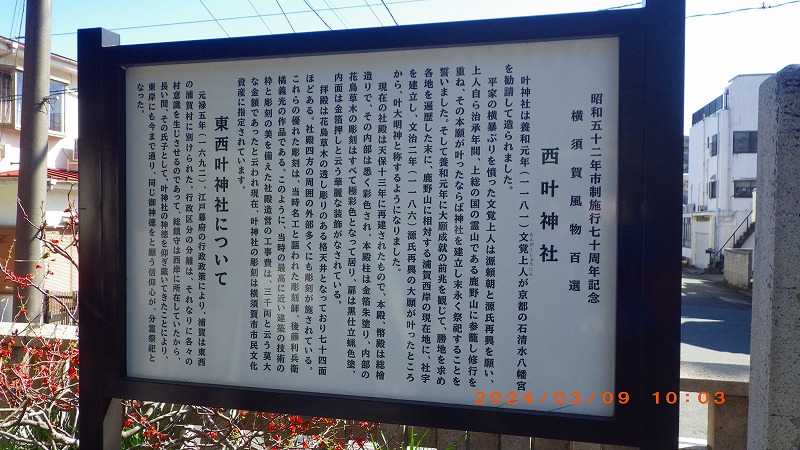 昭和五十二年市制施行七十周年記念
横須賀風物百選
西叶神社
叶神社は養和元年(一一八一)文覚上人が京都の石清水八幡宮
を勧請して造られました。
平家の横暴ぶりを憤った文覚上人は源頼朝と源氏再興を願い、
上人自ら治承年間、上総の国の霊山である鹿野山に参籠し修行を
重ね、その本願が叶ったならば神社を建立し末永く祭祀することを
誓いました。そして養和元年に大願成就の前兆を観じて、勝地を求め
各地を遍歴した末に、鹿野山に相対する浦賀西岸の現在地に、社宇
を建立し、文治二年(一一八六)源氏再興の大願が叶ったところ
から、叶大明神と称するようになりました。
現在の社殿は天保十三年に再建されたもので、本殿、幣殿は総檜
造りで、その内部は悉く彩色され、本殿柱は金箔朱塗り、内部の
花鳥草木の彫刻はすべて極彩色となって居り、扉は黒仕立蝋色塗、
内面は金箔押しと云う華麗な装飾がなされている。
拝殿は花鳥草木の透し彫りのある格天井となっており七十四面
ほどある。社殿四方の周囲の外部多くにも彫刻が施されている。
これらの優れた彫刻は、当時名工と謳われた彫刻師、後藤利兵衛
橘義光の作品である。このように、当時の最高に近い建築の技術の
枠と彫刻の美を備えた社殿造営の工事費は、三千両と云う莫大
な金額であったと云われ現在、叶神社の彫刻は横須賀市市民文化
資産に指定されています。
東西叶神社について
元禄五年(一六九二)、江戸幕府の行政政策により、浦賀は東西
の浦賀村に別けられた。行政区分の分離は、それなりに各々の
村意識を生じさせるのであって、総鎮守は西岸に所在していたから、
長い間、その氏子として、叶神社の神徳を仰ぎ戴いてきたことにより、
東岸にも今まで通り、同じ御神徳をと願う信仰心が、分霊祭祀と
なった。
2024/03/09 10:03